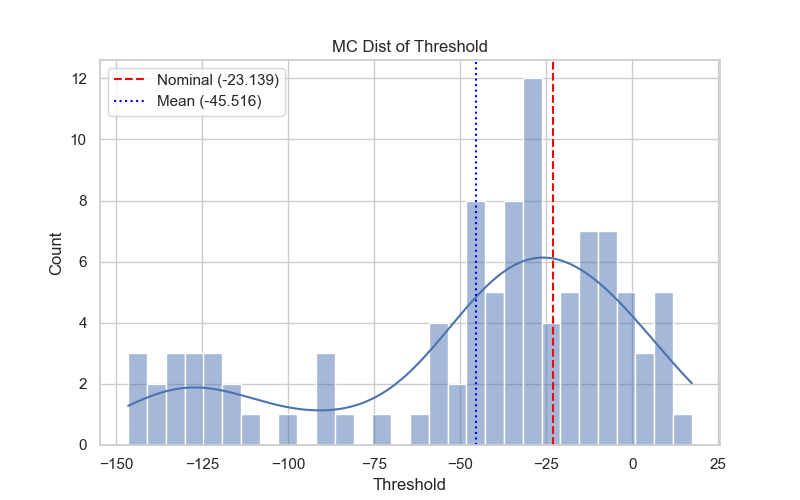 MC Dist of Threshold
Nominal (-23.139)
Mean (-45.516)
Count
12
10
8
6
4
2
0
−150 −125 −100 −75 −50 −25 0 25
Threshold